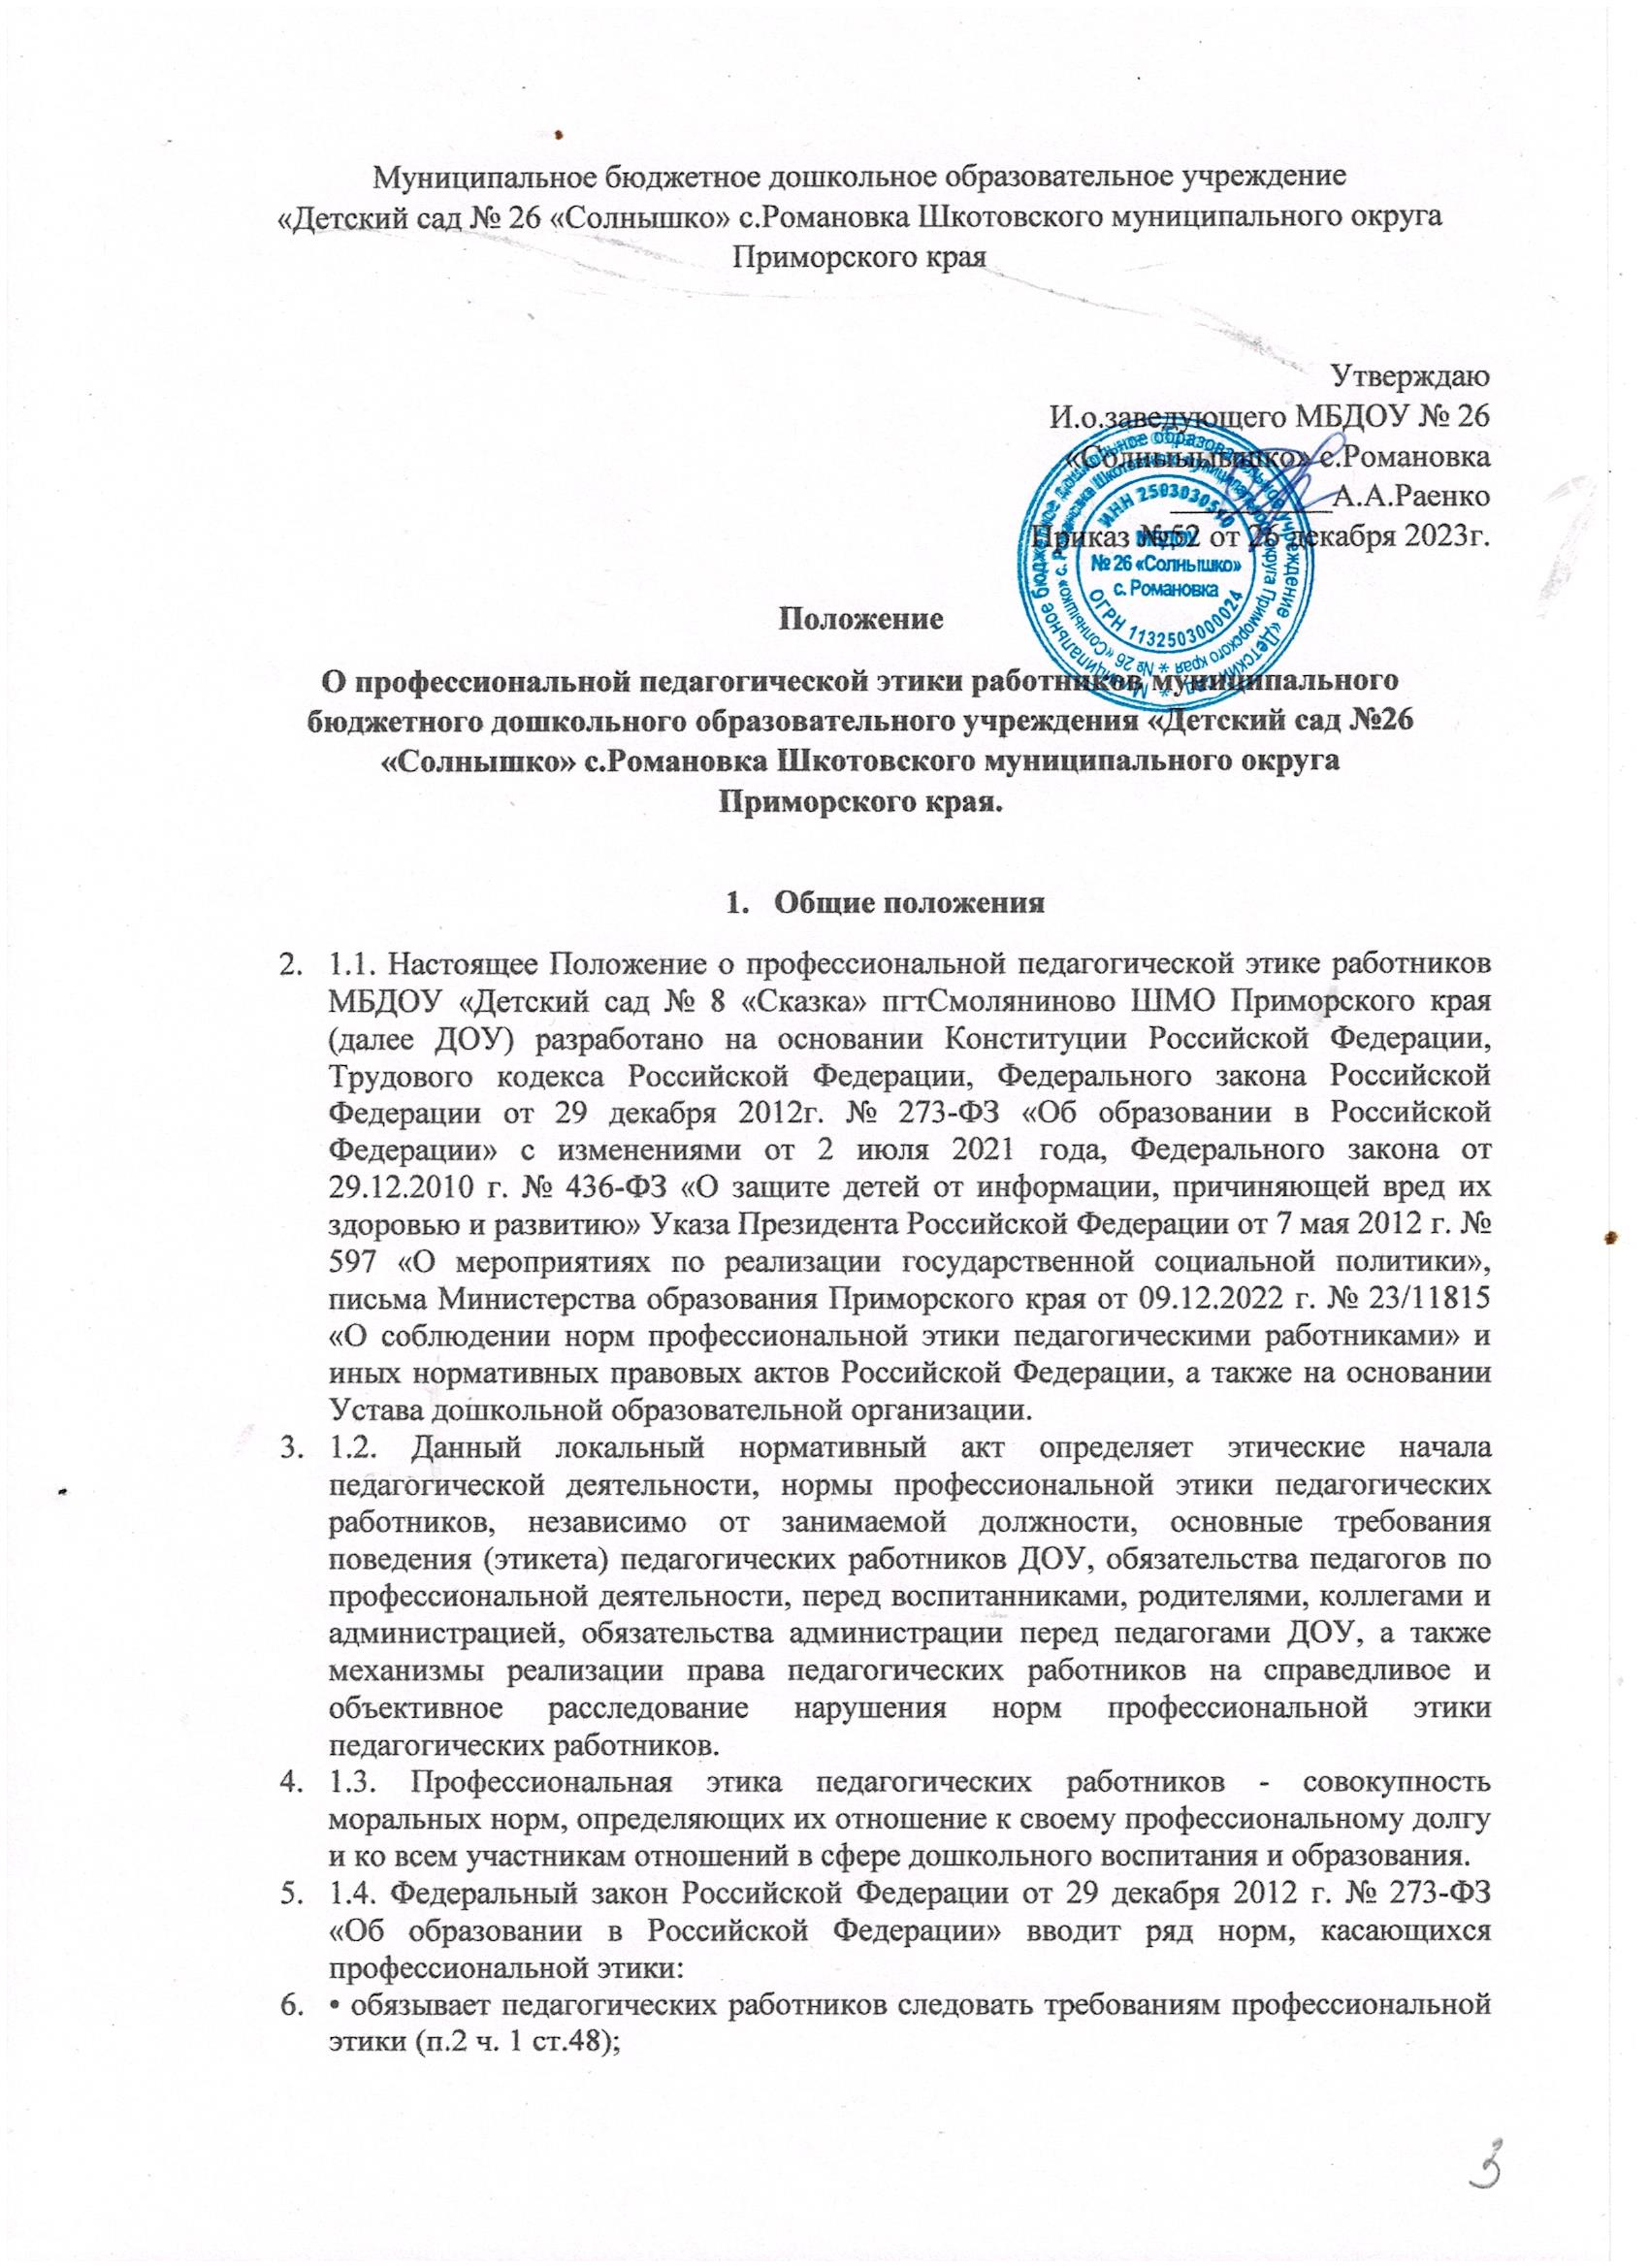 Муниципальное бюджетное дошкольное образовательное учреждение
«Детский сад № 26 «Солнышко» с.Романовка Шкотовского муниципального округа
Приморского края
Утверждаю
И.о.заведующего МБДОУ № 26
с.Романовка
А.А.Раенко
Приказ №52 от 26 декабря 2023г.
ИНН 2503030510
№ 26 «Солнышко»
с. Романовка
ОГРН 1132503000024
Положение
О профессиональной педагогической этики работников муниципального
бюджетного дошкольного образовательного учреждения «Детский сад №26
«Солнышко» с.Романовка Шкотовского муниципального округа
Приморского края.
1. Общие положения
2. 1.1. Настоящее Положение о профессиональной педагогической этике работников
МБДОУ «Детский сад № 8 «Сказка» пгтСмоляниново ШМО Приморского края
(далее ДОУ) разработано на основании Конституции Российской Федерации,
Трудового кодекса Российской Федерации, Федерального закона Российской
Федерации от 29 декабря 2012г. № 273-ФЗ «Об образовании в Российской
Федерации» с изменениями от 2 июля 2021 года, Федерального закона от
29.12.2010 г. № 436-ФЗ «О защите детей от информации, причиняющей вред их
здоровью и развитию» Указа Президента Российской Федерации от 7 мая 2012 г. №
597 «О мероприятиях по реализации государственной социальной политики»,
письма Министерства образования Приморского края от 09.12.2022 г. № 23/11815
«О соблюдении норм профессиональной этики педагогическими работниками» и
иных нормативных правовых актов Российской Федерации, а также на основании
Устава дошкольной образовательной организации.
3. 1.2. Данный локальный нормативный акт определяет этические начала
педагогической деятельности, нормы профессиональной этики педагогических
работников, независимо от занимаемой должности, основные требования
поведения (этикета) педагогических работников ДОУ, обязательства педагогов по
профессиональной деятельности, перед воспитанниками, родителями, коллегами и
администрацией, обязательства администрации перед педагогами ДОУ, а также
механизмы реализации права педагогических работников на справедливое и
объективное расследование нарушения норм профессиональной этики
педагогических работников.
4. 1.3. Профессиональная этика педагогических работников - совокупность
моральных норм, определяющих их отношение к своему профессиональному долгу
и ко всем участникам отношений в сфере дошкольного воспитания и образования.
5. 1.4. Федеральный закон Российской Федерации от 29 декабря 2012 г. № 273-ФЗ
«Об образовании в Российской Федерации» вводит ряд норм, касающихся
профессиональной этики:
6. • обязывает педагогических работников следовать требованиям профессиональной
этики (п.2 ч. 1 ст.48);
3